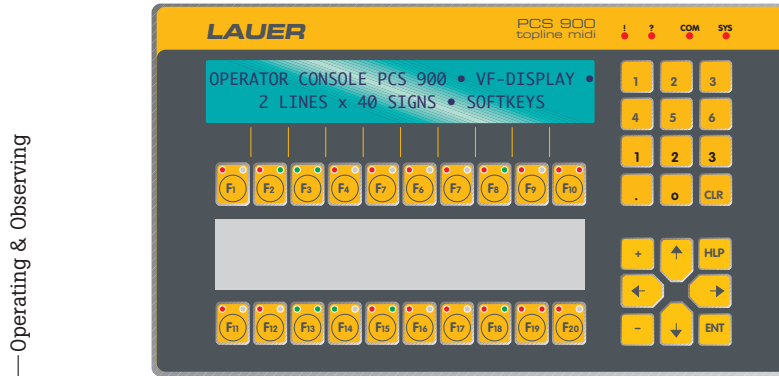 LAUER
PCS 900
topline midi
! ? COM SYS
OPERATOR CONSOLE PCS 900 • VF-DISPLAY •
2 LINES x 40 SIGNS • SOFTKEYS
1 2 3
4 5 6
1 2 3
. 0 CLR
F1 F2 F3 F4 F7 F6 F7 F8 F9 F10
+ HLP
- ENT
F11 F12 F13 F14 F15 F16 F17 F18 F19 F20
Operating & Observing